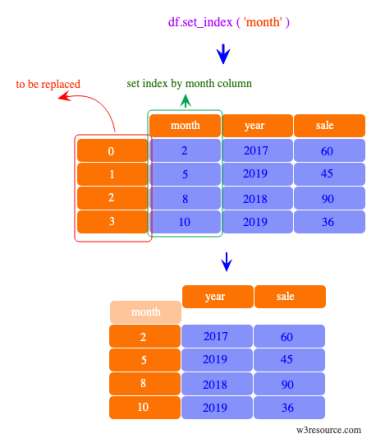 df.set_index ( 'month' )
to be replaced
set index by month column
month year sale
0 2 2017 60
1 5 2019 45
2 8 2018 90
3 10 2019 36
year sale
month
2 2017 60
5 2019 45
8 2018 90
10 2019 36
w3resource.com